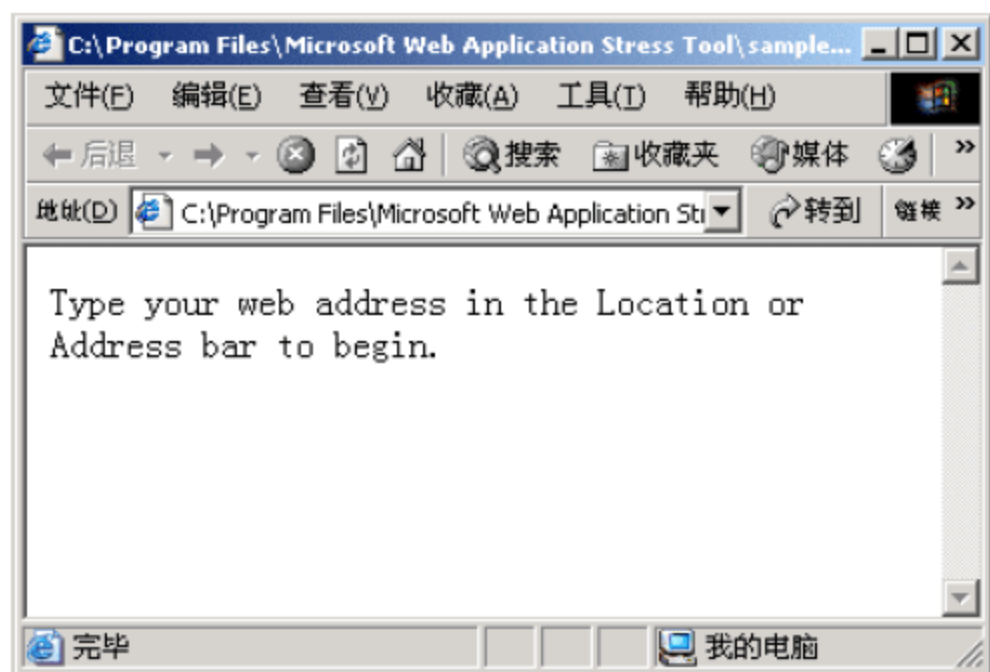 C:\Program Files\Microsoft Web Application Stress Tool\sample...
文件(F) 编辑(E) 查看(V) 收藏(A) 工具(T) 帮助(H)
后退 搜索 收藏夹 媒体 »
地址(D) C:\Program Files\Microsoft Web Application Str 转到 链接 »
Type your web address in the Location or
Address bar to begin.
完毕 我的电脑